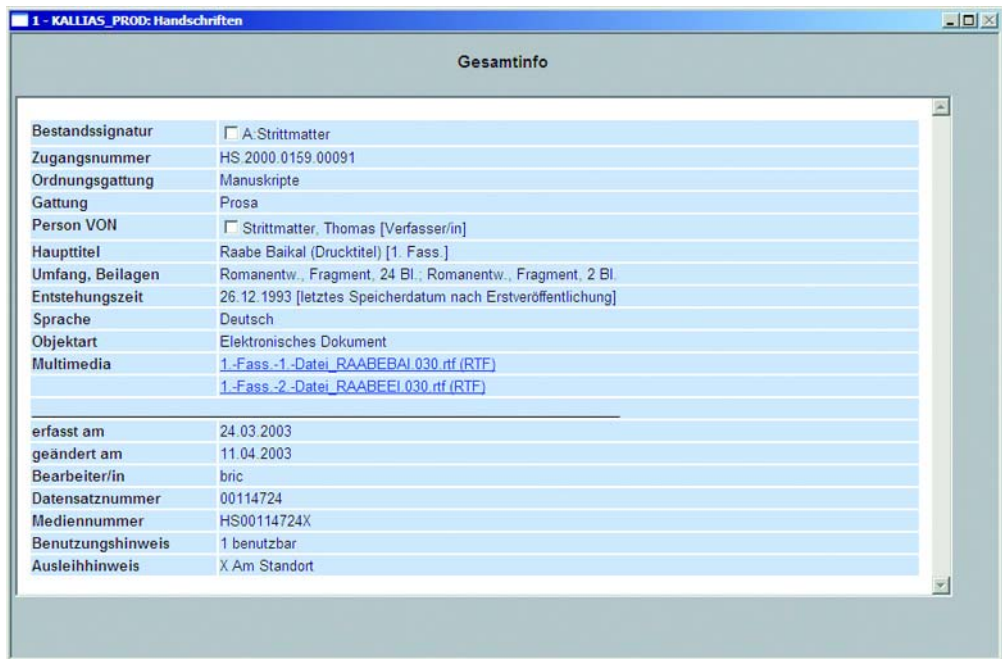 1 - KALLIAS_PROD: Handschriften
Gesamtinfo
Bestandssignatur A:Strittmatter
Zugangsnummer HS.2000.0159.00091
Ordnungsgattung Manuskripte
Gattung Prosa
Person VON Strittmatter, Thomas [Verfasser/in]
Haupttitel Raabe Baikal (Drucktitel) [1. Fass.]
Umfang, Beilagen Romanentw., Fragment, 24 Bl.; Romanentw., Fragment, 2 Bl.
Entstehungszeit 26.12.1993 [letztes Speicherdatum nach Erstveröffentlichung]
Sprache Deutsch
Objektart Elektronisches Dokument
Multimedia 1.-Fass.-1.-Datei_RAABEBAI.030.rtf (RTF)
1.-Fass.-2.-Datei_RAABEEI.030.rtf (RTF)
erfasst am 24.03.2003
geändert am 11.04.2003
Bearbeiter/in bric
Datensatznummer 00114724
Mediennummer HS00114724X
Benutzungshinweis 1 benutzbar
Ausleihhinweis X Am Standort